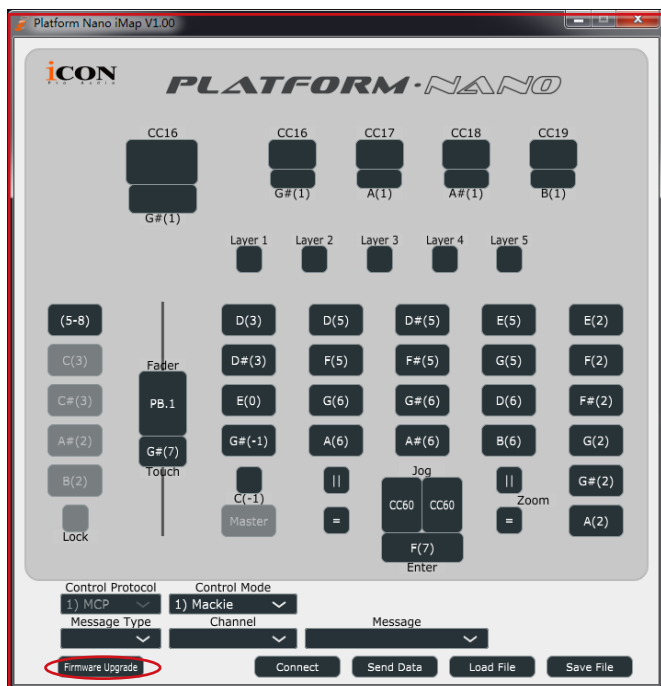 Platform Nano iMap V1.00
iCON
PRO AUDIO
PLATFORM·NANO
CC16 CC16 CC17 CC18 CC19
G#(1) A(1) A#(1) B(1)
G#(1)
Layer 1 Layer 2 Layer 3 Layer 4 Layer 5
(5-8) D(3) D(5) D#(5) E(5) E(2)
C(3) Fader D#(3) F(5) F#(5) G(5) F(2)
C#(3) PB.1 E(0) G(6) G#(6) D(6) F#(2)
A#(2) G#(7) G#(-1) A(6) A#(6) B(6) G(2)
B(2) Touch || Jog || G#(2)
C(-1) CC60 CC60 Zoom
Lock Master = = A(2)
F(7)
Enter
Control Protocol Control Mode
1) MCP 1) Mackie
Message Type Channel Message
Firmware Upgrade Connect Send Data Load File Save File